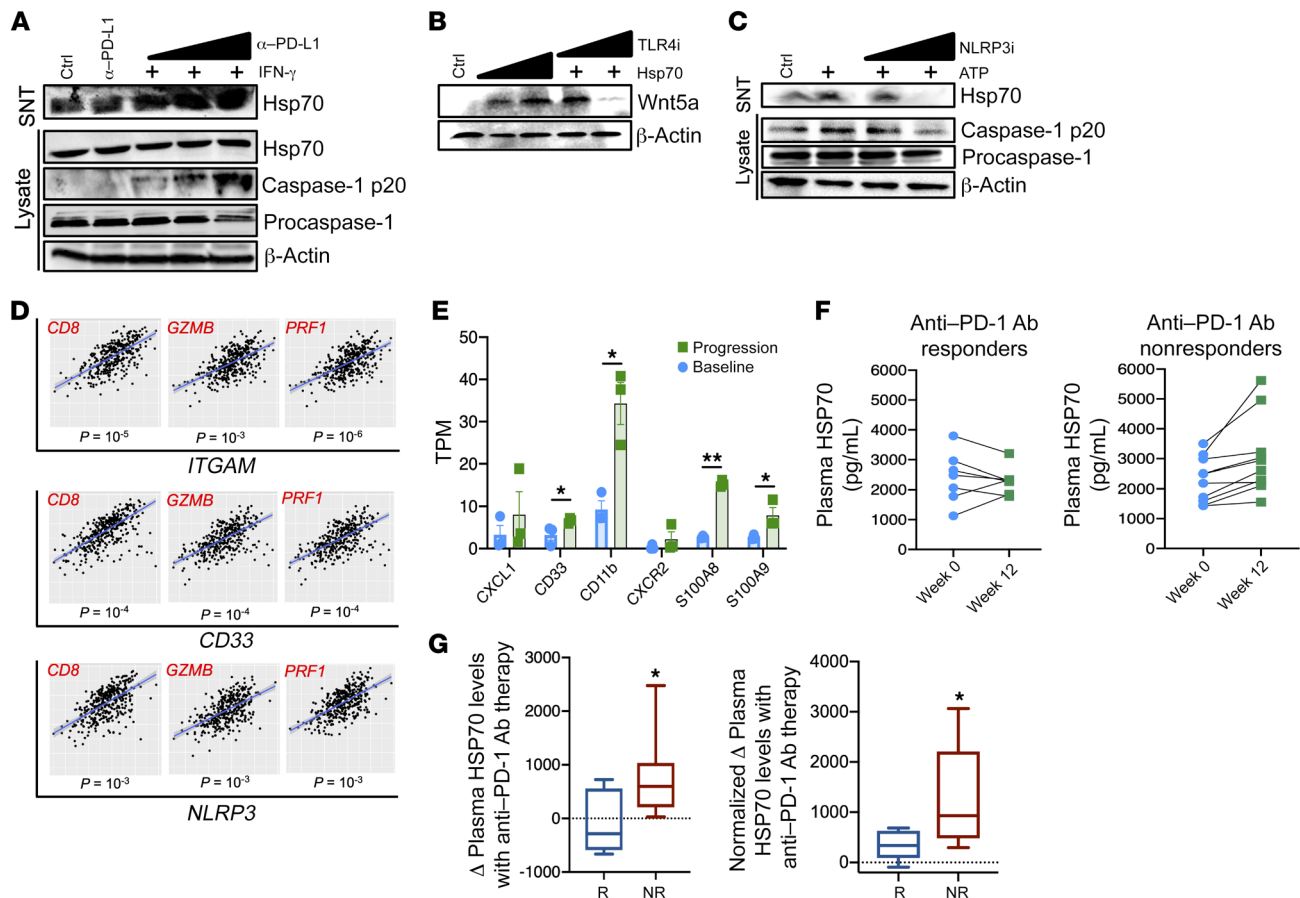 A
Ctrl
α-PD-L1
α–PD-L1
+ + + IFN-γ
SNT
Hsp70
Lysate
Hsp70
Caspase-1 p20
Procaspase-1
β-Actin
B
Ctrl
TLR4i
+ + Hsp70
Wnt5a
β-Actin
C
Ctrl
NLRP3i
+ + + ATP
SNT
Hsp70
Lysate
Caspase-1 p20
Procaspase-1
β-Actin
D
CD8 GZMB PRF1
P = 10-5 P = 10-3 P = 10-6
ITGAM
CD8 GZMB PRF1
P = 10-4 P = 10-4 P = 10-4
CD33
CD8 GZMB PRF1
P = 10-3 P = 10-3 P = 10-3
NLRP3
E
TPM
50
40
30
20
10
0
Progression
Baseline
*
*
**
*
CXCL1 CD33 CD11b CXCR2 S100A8 S100A9
F
Anti–PD-1 Ab
responders
Plasma HSP70
(pg/mL)
6000
5000
4000
3000
2000
1000
0
Week 0 Week 12
Anti–PD-1 Ab
nonresponders
Plasma HSP70
(pg/mL)
6000
5000
4000
3000
2000
1000
0
Week 0 Week 12
G
Δ Plasma HSP70 levels
with anti–PD-1 Ab therapy
3000
2000
1000
0
-1000
*
R NR
Normalized Δ Plasma
HSP70 levels with
anti–PD-1 Ab therapy
4000
3000
2000
1000
0
*
R NR